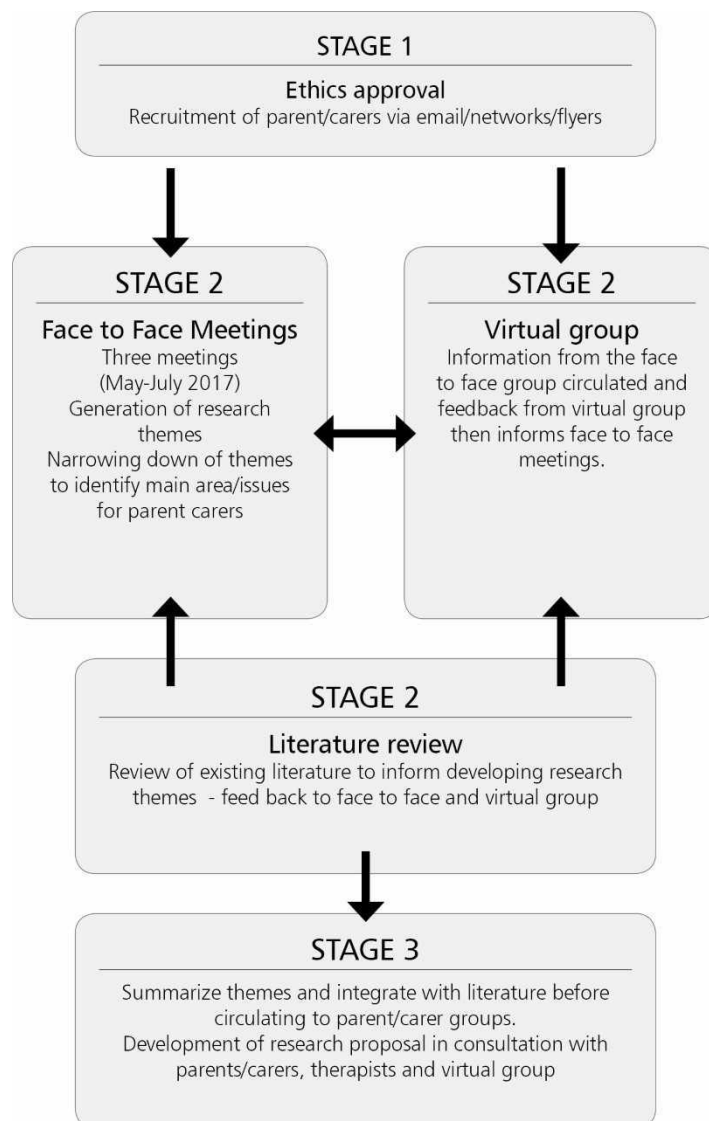 STAGE 1
Ethics approval
Recruitment of parent/carers via email/networks/flyers
STAGE 2
Face to Face Meetings
Three meetings
(May-July 2017)
Generation of research
themes
Narrowing down of themes
to identify main area/issues
for parent carers
STAGE 2
Virtual group
Information from the face
to face group circulated and
feedback from virtual group
then informs face to face
meetings.
STAGE 2
Literature review
Review of existing literature to inform developing research
themes - feed back to face to face and virtual group
STAGE 3
Summarize themes and integrate with literature before
circulating to parent/carer groups.
Development of research proposal in consultation with
parents/carers, therapists and virtual group